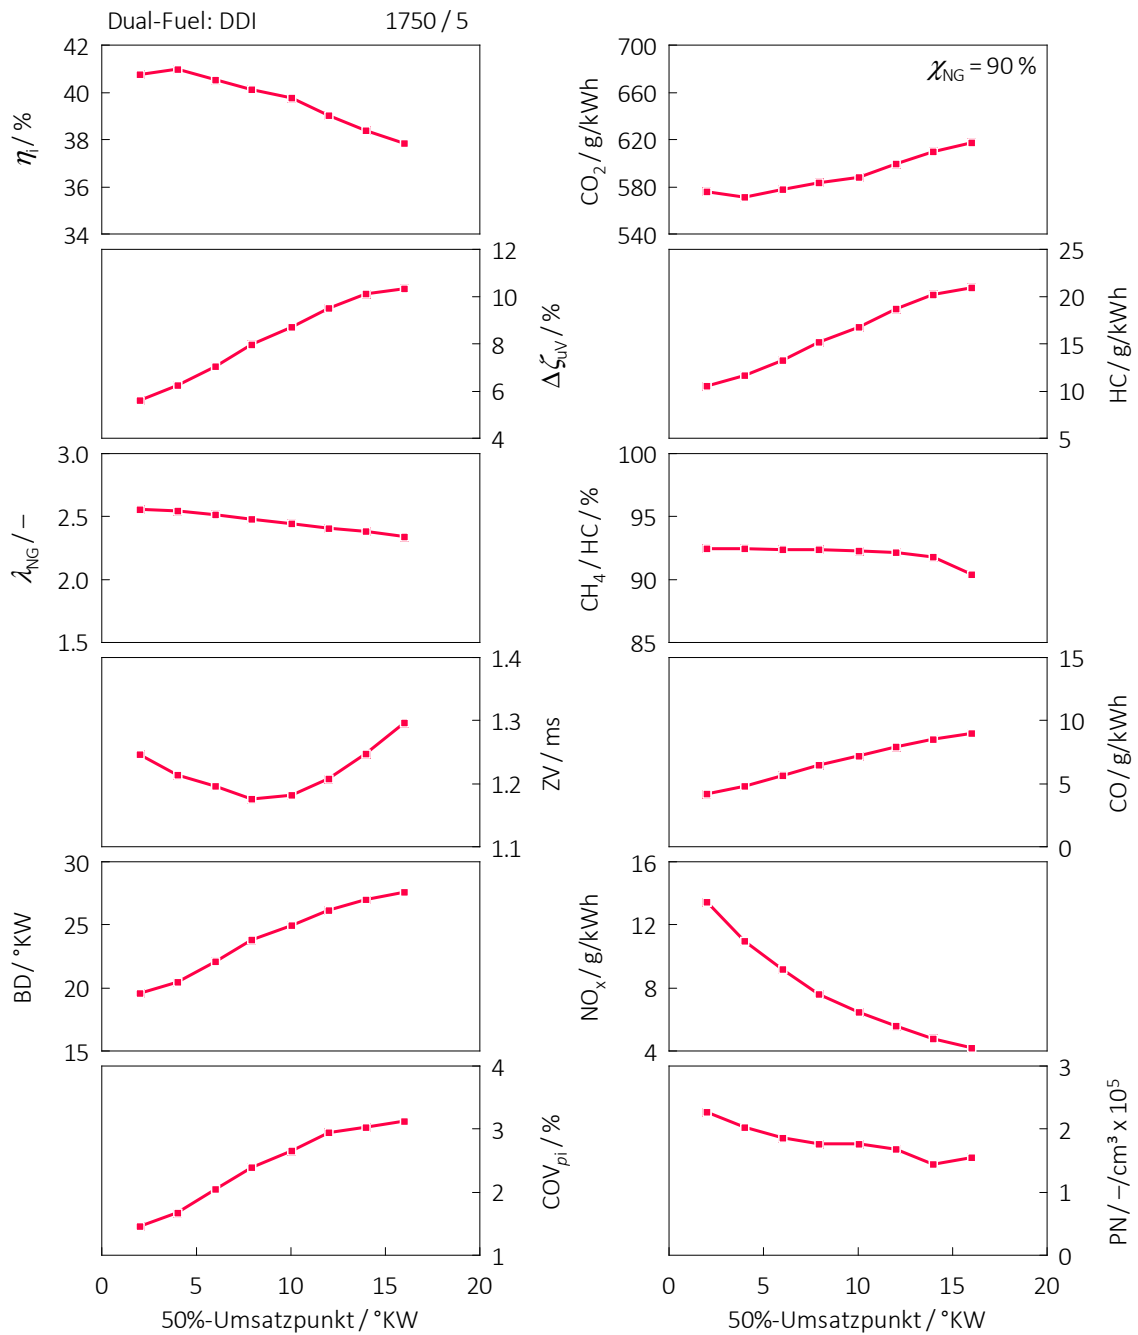 Dual-Fuel: DDI 1750 / 5
42
40
38
36
34
η_i / %
700
660
620
580
540
CO₂ / g/kWh
χ_NG = 90 %
12
10
8
6
4
Δζ_uV / %
25
20
15
10
5
HC / g/kWh
3.0
2.5
2.0
1.5
λ_NG / –
100
95
90
85
CH₄ / HC / %
1.4
1.3
1.2
1.1
ZV / ms
15
10
5
0
CO / g/kWh
30
25
20
15
BD / °KW
16
12
8
4
NOₓ / g/kWh
4
3
2
1
COV_pi / %
3
2
1
0
PN / –/cm³ x 10⁵
0 5 10 15 20
50%-Umsatzpunkt / °KW
0 5 10 15 20
50%-Umsatzpunkt / °KW